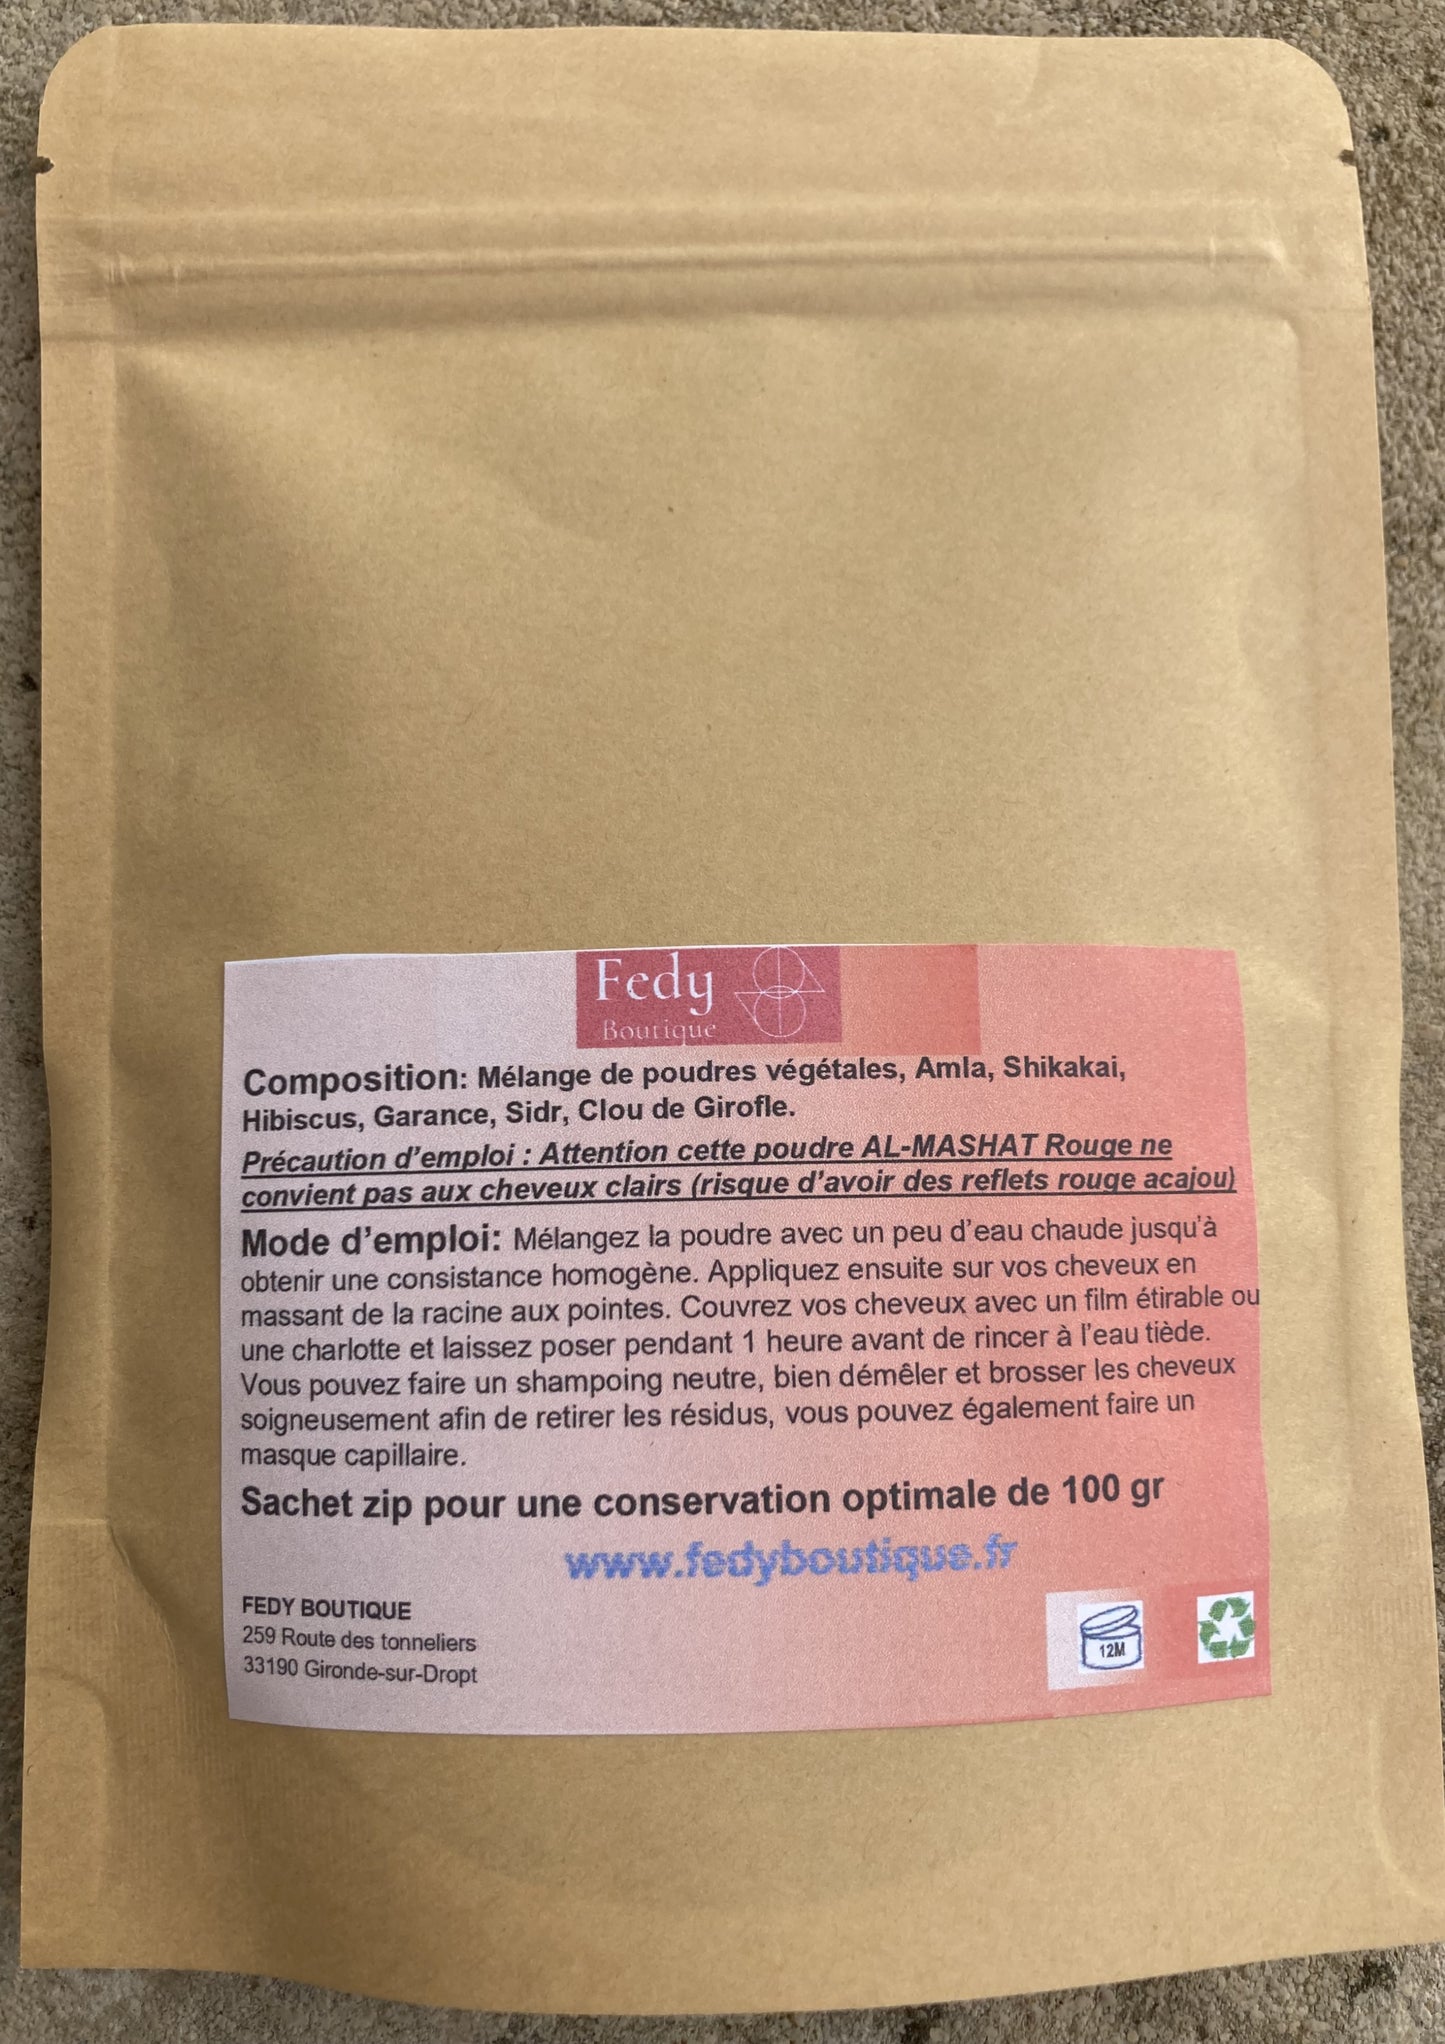 Fedy
Boutique
Composition: Mélange de poudres végétales, Amla, Shikakai,
Hibiscus, Garance, Sidr, Clou de Girofle.
Précaution d'emploi : Attention cette poudre AL-MASHAT Rouge ne
convient pas aux cheveux clairs (risque d'avoir des reflets rouge acajou)
Mode d'emploi: Mélangez la poudre avec un peu d'eau chaude jusqu'à
obtenir une consistance homogène. Appliquez ensuite sur vos cheveux en
massant de la racine aux pointes. Couvrez vos cheveux avec un film étirable ou
une charlotte et laissez poser pendant 1 heure avant de rincer à l'eau tiède.
Vous pouvez faire un shampoing neutre, bien démêler et brosser les cheveux
soigneusement afin de retirer les résidus, vous pouvez également faire un
masque capillaire.
Sachet zip pour une conservation optimale de 100 gr
www.fedyboutique.fr
FEDY BOUTIQUE
259 Route des tonneliers
33190 Gironde-sur-Dropt
12M